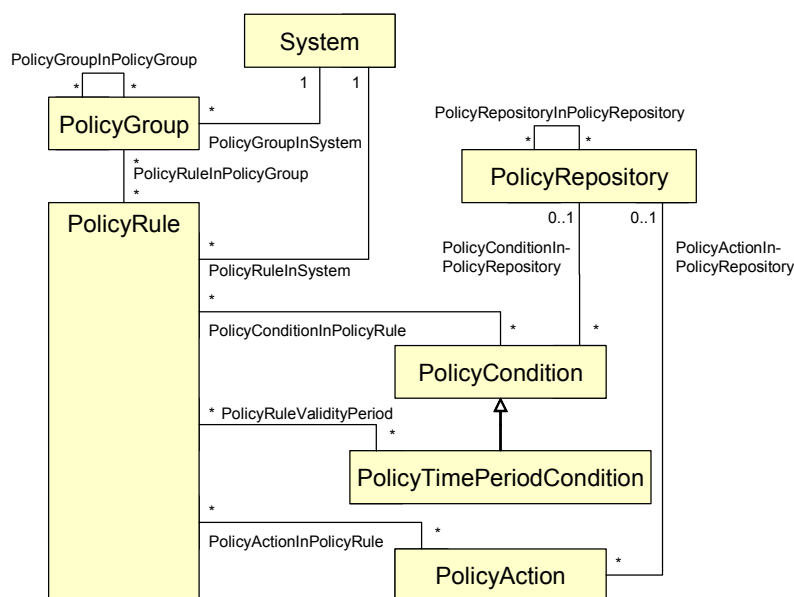 System
PolicyGroupInPolicyGroup
1
1
*
*
*
PolicyGroup
PolicyGroupInSystem
PolicyRepositoryInPolicyRepository
*
*
PolicyRepository
*
PolicyRuleInPolicyGroup
*
PolicyRule
0..1
0..1
*
PolicyRuleInSystem
PolicyConditionIn-
PolicyRepository
PolicyActionIn-
PolicyRepository
*
PolicyConditionInPolicyRule
*
*
PolicyCondition
*
PolicyRuleValidityPeriod
*
PolicyTimePeriodCondition
*
PolicyActionInPolicyRule
*
PolicyAction
*